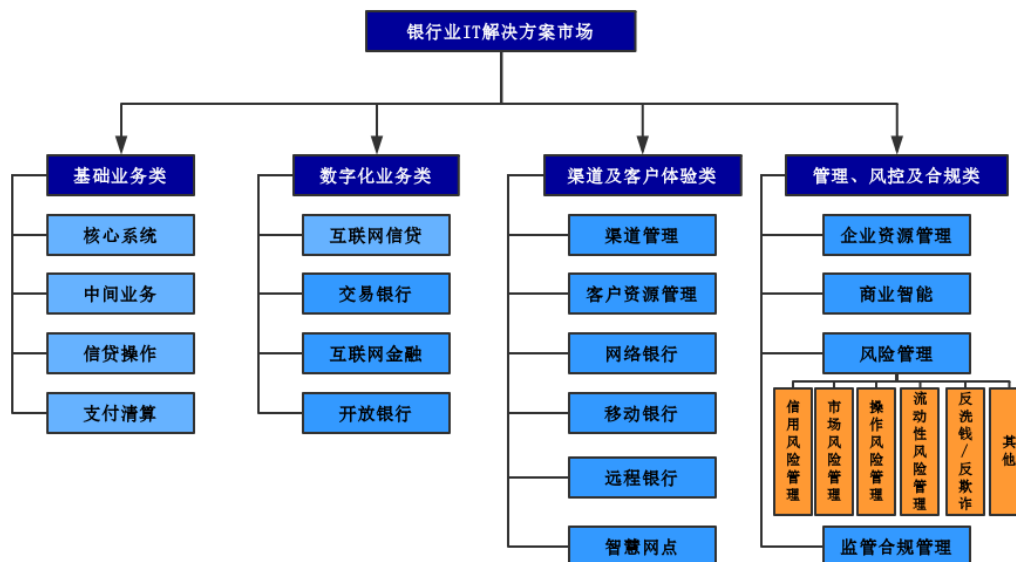 银行业IT解决方案市场
基础业务类
核心系统
中间业务
信贷操作
支付清算
数字化业务类
互联网信贷
交易银行
互联网金融
开放银行
渠道及客户体验类
渠道管理
客户资源管理
网络银行
移动银行
远程银行
智慧网点
管理、风控及合规类
企业资源管理
商业智能
风险管理
信用风险管理
市场风险管理
操作风险管理
流动性风险管理
反洗钱/反欺诈
其他
监管合规管理